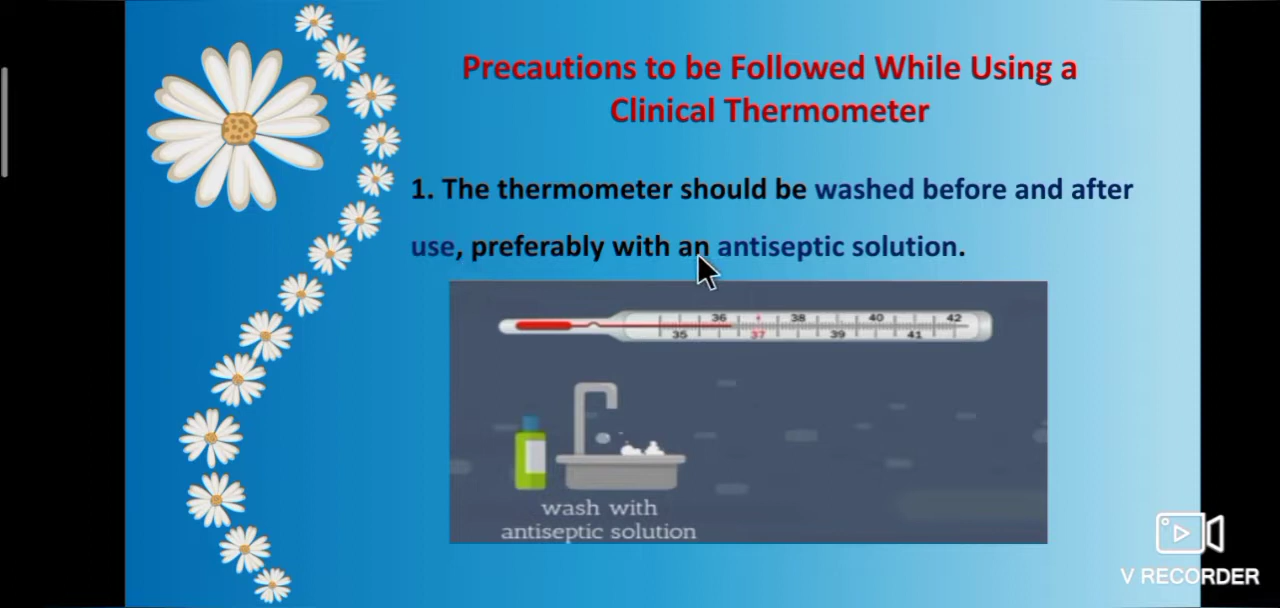 Precautions to be Followed While Using a
Clinical Thermometer
1. The thermometer should be washed before and after
use, preferably with an antiseptic solution.
36 38 40 42
35 37 39 41
wash with
antiseptic solution
V RECORDER